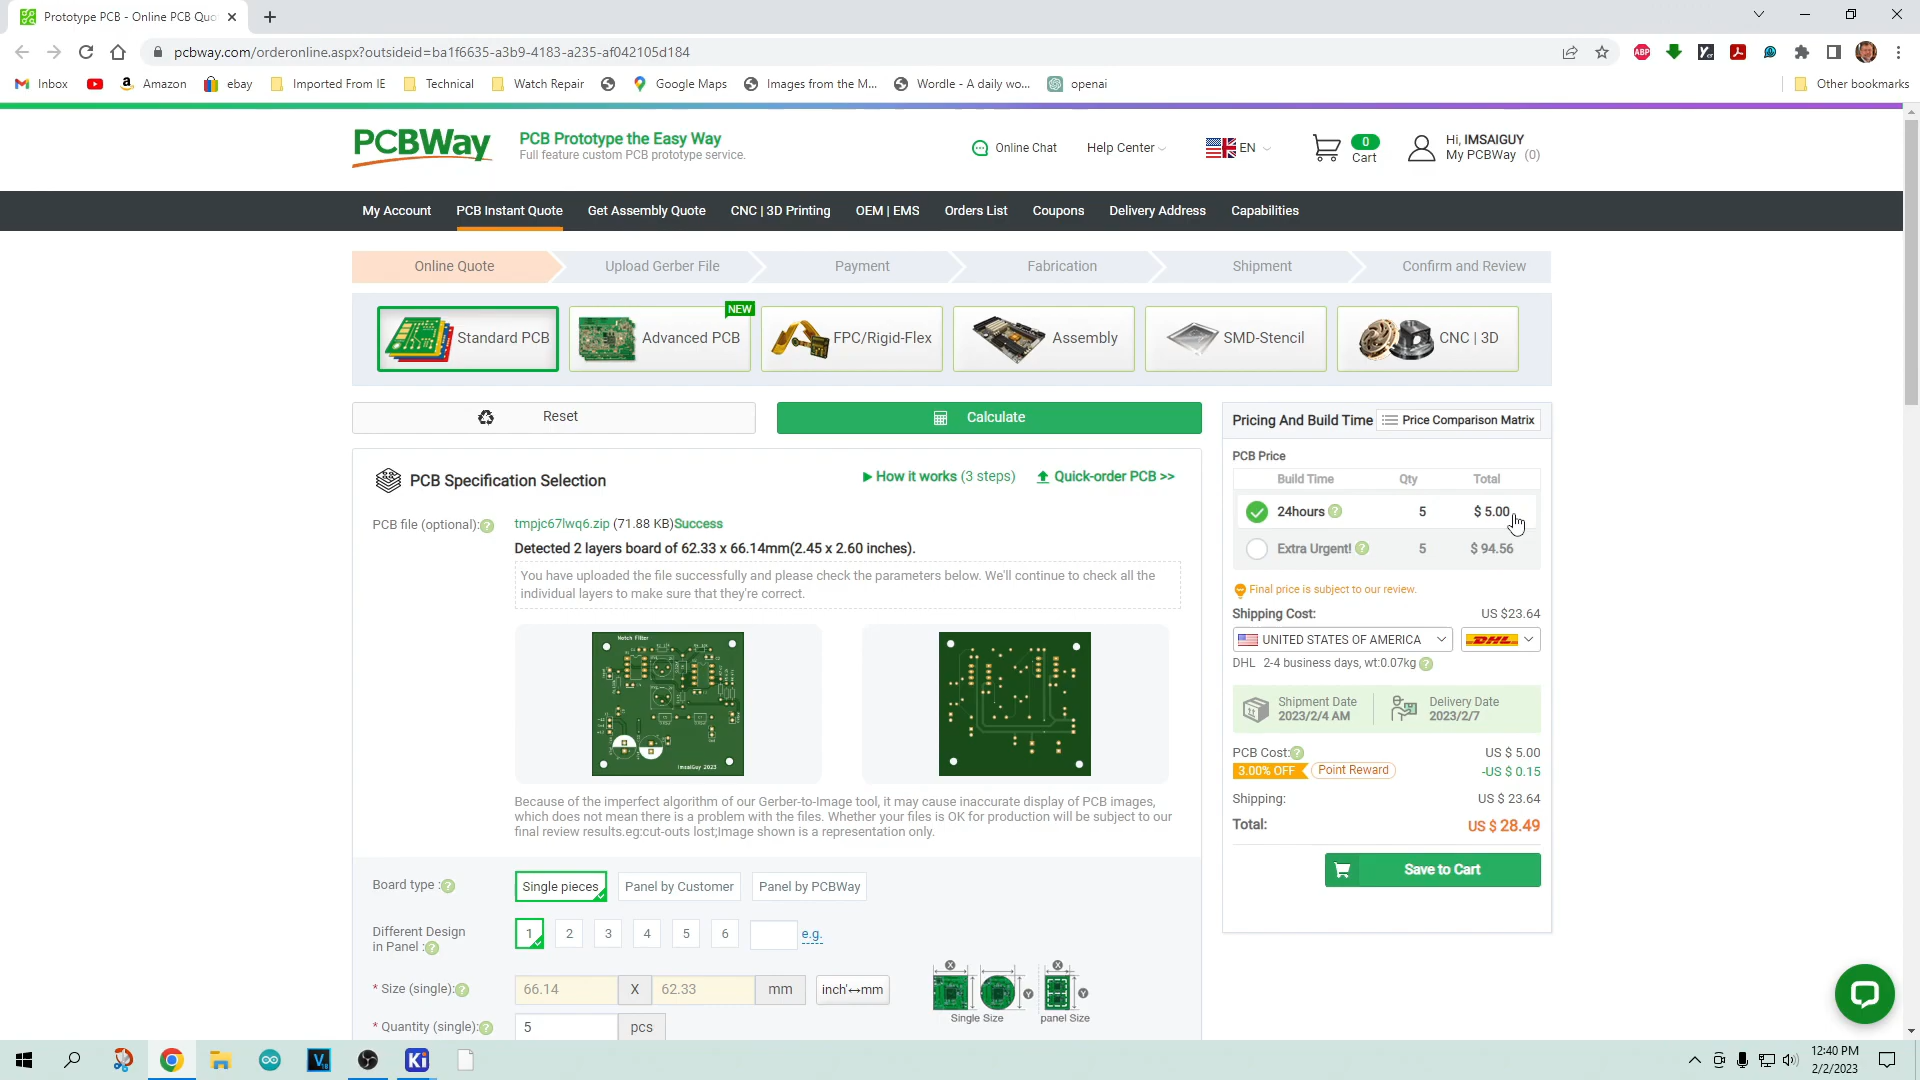 Prototype PCB - Online PCB Quo
pcbway.com/orderonline.aspx?outsideid=ba1f6635-a3b9-4183-a235-af042105d184
ABP
Inbox
Amazon
ebay
Imported From IE
Technical
Watch Repair
Google Maps
Images from the M...
Wordle - A daily wo...
openai
Other bookmarks
PCBWay
PCB Prototype the Easy Way
Full feature custom PCB prototype service.
Online Chat
Help Center
EN
0
Cart
Hi, IMSAIGUY
My PCBWay (0)
My Account
PCB Instant Quote
Get Assembly Quote
CNC | 3D Printing
OEM | EMS
Orders List
Coupons
Delivery Address
Capabilities
Online Quote
Upload Gerber File
Payment
Fabrication
Shipment
Confirm and Review
NEW
Standard PCB
Advanced PCB
FPC/Rigid-Flex
Assembly
SMD-Stencil
CNC | 3D
Reset
Calculate
Pricing And Build Time
Price Comparison Matrix
PCB Specification Selection
How it works (3 steps)
Quick-order PCB >>
PCB Price
Build Time Qty Total
24hours ? 5 $ 5.00
Extra Urgent! ? 5 $ 94.56
Final price is subject to our review.
Shipping Cost: US $23.64
UNITED STATES OF AMERICA
DHL
DHL 2-4 business days, wt:0.07kg ?
Shipment Date
2023/2/4 AM
Delivery Date
2023/2/7
PCB Cost: ? US $ 5.00
3.00% OFF Point Reward -US $ 0.15
Shipping: US $ 23.64
Total: US $ 28.49
Save to Cart
PCB file (optional): ?
tmpjc67lwq6.zip (71.88 KB)Success
Detected 2 layers board of 62.33 x 66.14mm(2.45 x 2.60 inches).
You have uploaded the file successfully and please check the parameters below. We'll continue to check all the
individual layers to make sure that they're correct.
Notch Filter
ImsaiGuy 2023
Because of the imperfect algorithm of our Gerber-to-Image tool, it may cause inaccurate display of PCB images,
which does not mean there is a problem with the files. Whether your files is OK for production will be subject to our
final review results.eg:cut-outs lost;Image shown is a representation only.
Board type : ?
Single pieces
Panel by Customer
Panel by PCBWay
Different Design
in Panel : ?
1
2
3
4
5
6
e.g.
* Size (single): ?
66.14
X
62.33
mm
inch'↔mm
X
X
Y
Y
Single Size
panel Size
* Quantity (single): ?
5
pcs
Ki
12:40 PM
2/2/2023